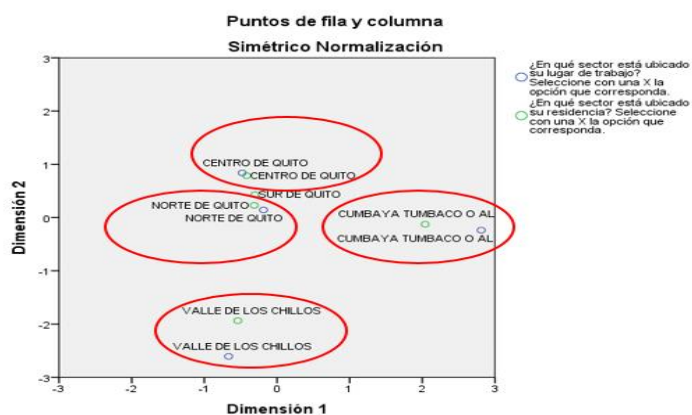 Puntos de fila y columna
Simétrico Normalización
¿En qué sector está ubicado
su lugar de trabajo?
Seleccione con una X la
opción que corresponda.
¿En qué sector está ubicado
su residencia? Seleccione
con una X la opción que
corresponda.
Dimensión 2
3
2
1
0
-1
-2
-3
CENTRO DE QUITO
CENTRO DE QUITO
SUR DE QUITO
NORTE DE QUITO
NORTE DE QUITO
CUMBAYA TUMBACO O AL
CUMBAYA TUMBACO O AL
VALLE DE LOS CHILLOS
VALLE DE LOS CHILLOS
-3 -2 -1 0 1 2 3
Dimensión 1